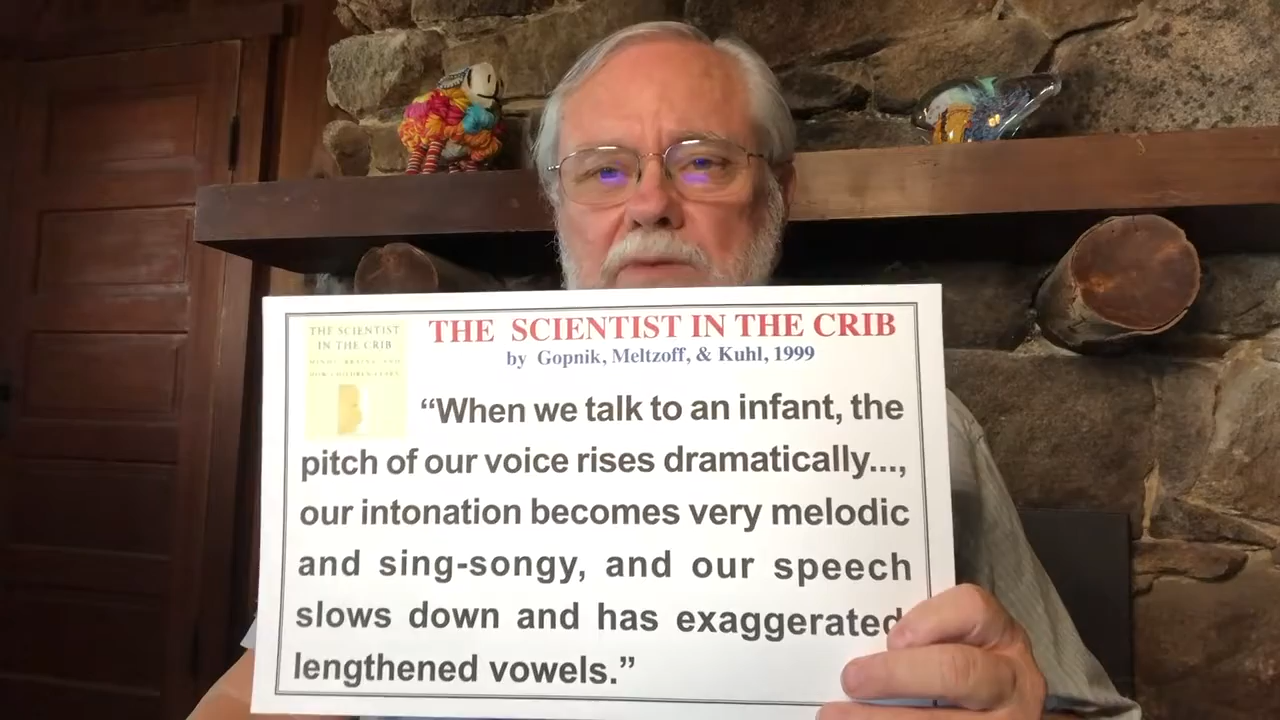 THE SCIENTIST
IN THE CRIB
THE SCIENTIST IN THE CRIB
by Gopnik, Meltzoff, & Kuhl, 1999
“When we talk to an infant, the
pitch of our voice rises dramatically...,
our intonation becomes very melodic
and sing-songy, and our speech
slows down and has exaggerated
lengthened vowels.”